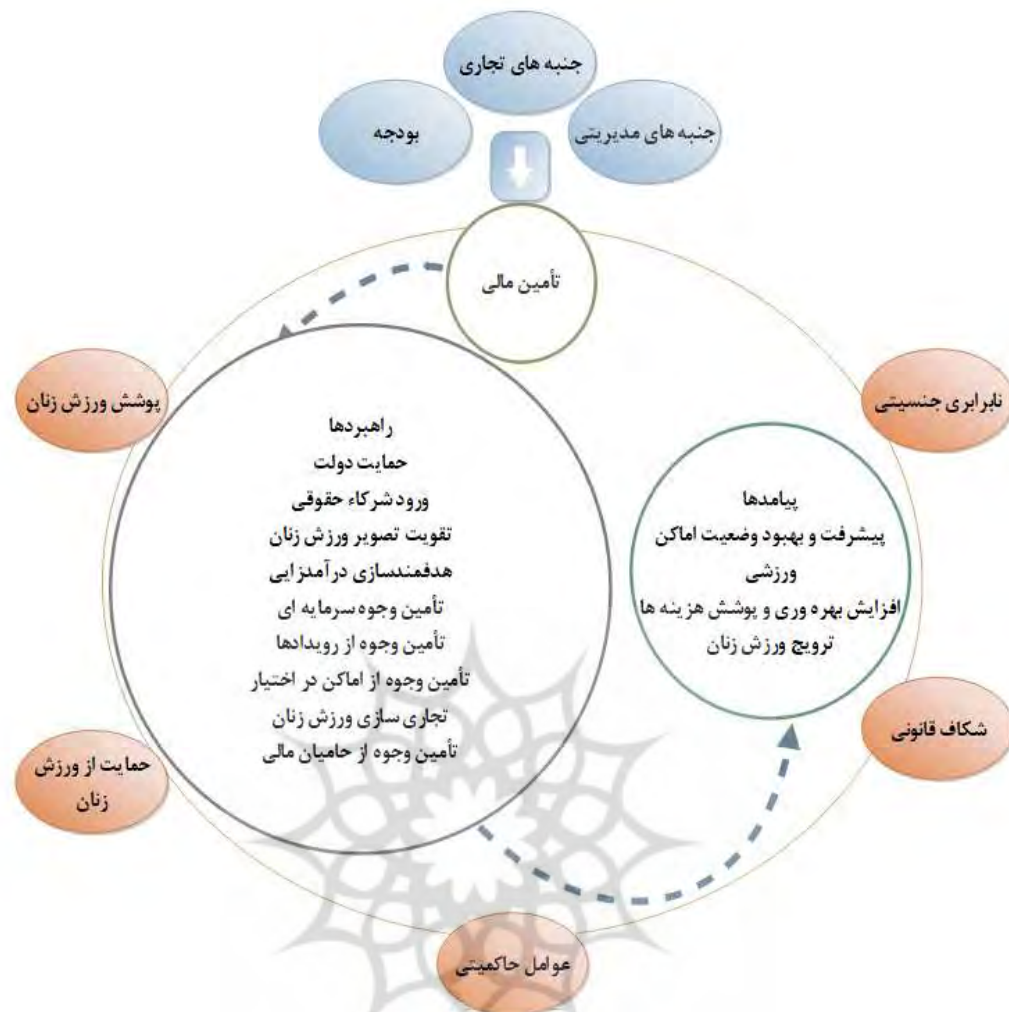 جنبه های تجاری
جنبه های مدیریتی
بودجه
تأمین مالی
نابرابری جنسیتی
پوشش ورزش زنان
راهبردها
حمایت دولت
ورود شرکاء حقوقی
تقویت تصویر ورزش زنان
هدفمندسازی درآمدزایی
تأمین وجوه سرمایه ای
تأمین وجوه از رویدادها
تأمین وجوه از اماکن در اختیار
تجاری سازی ورزش زنان
تأمین وجوه از حامیان مالی
پیامدها
پیشرفت و بهبود وضعیت اماکن
ورزشی
افزایش بهره وری و پوشش هزینه ها
ترویج ورزش زنان
شکاف قانونی
حمایت از ورزش
زنان
عوامل حاکمیتی